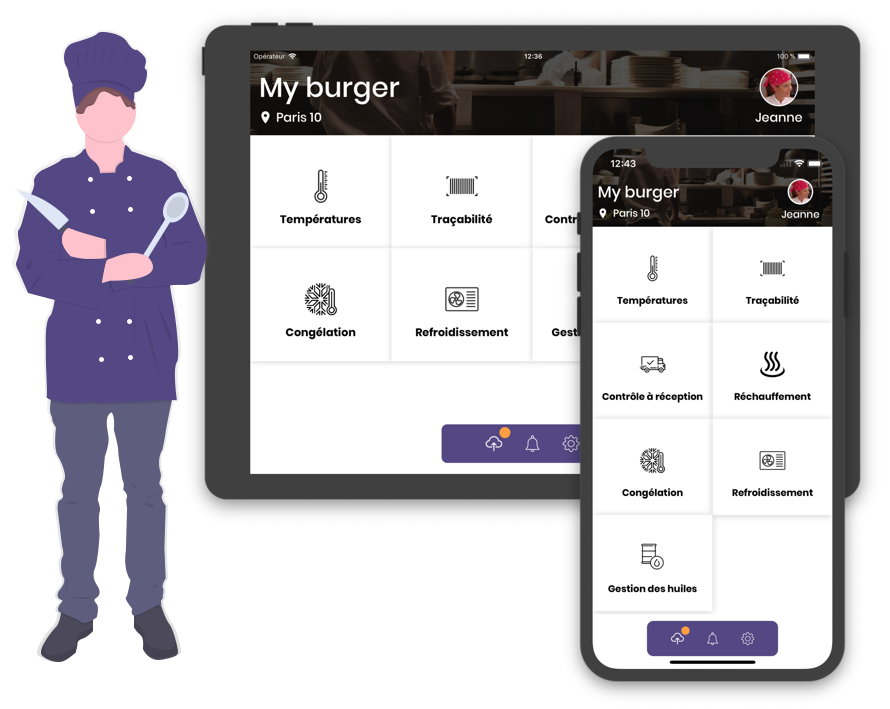 Opérateur 12:36 100 %
My burger
Paris 10
Jeanne
Températures
Traçabilité
Contr
Congélation
Refroidissement
Gest
12:43
My burger
Paris 10
Jeanne
Températures
Traçabilité
Contrôle à réception
Réchauffement
Congélation
Refroidissement
Gestion des huiles